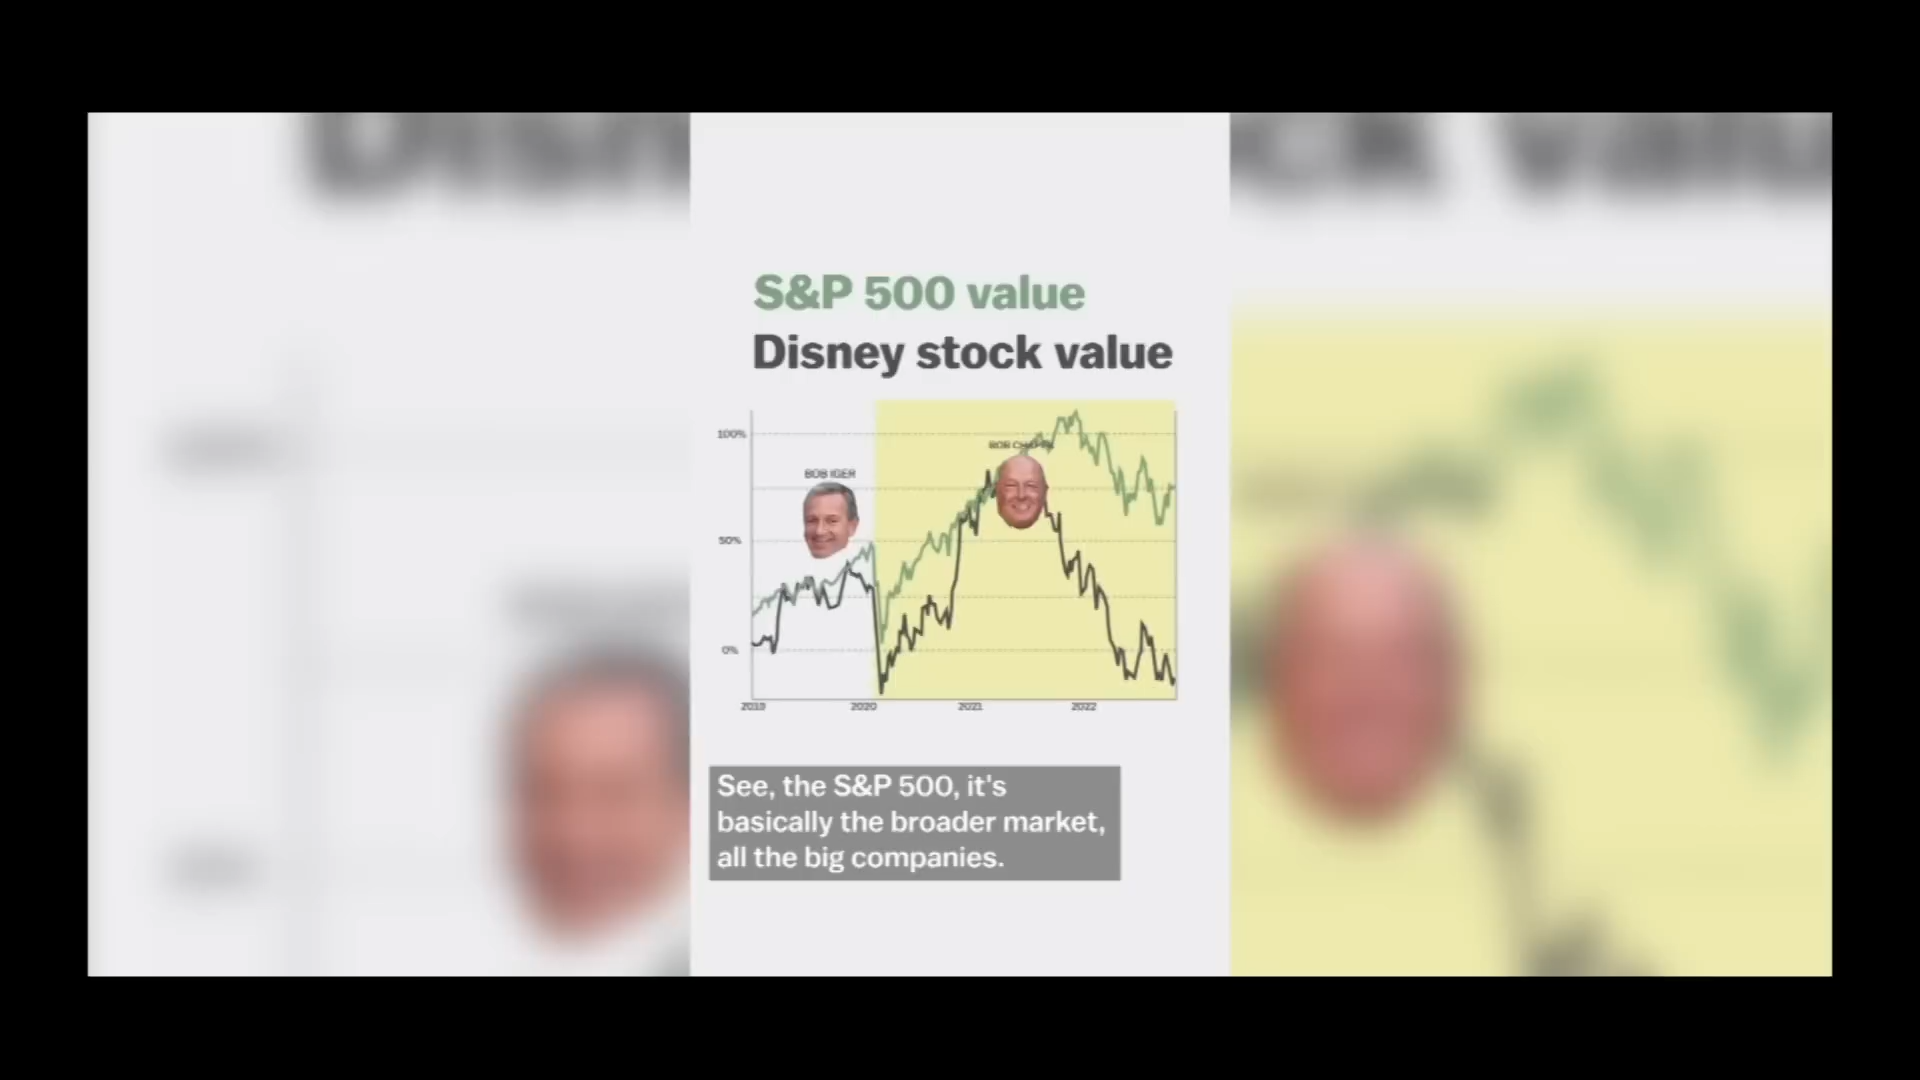 S&P 500 value
Disney stock value
100%
BOB IGER
50%
0%
2019
2020
2021
2022
See, the S&P 500, it's
basically the broader market,
all the big companies.